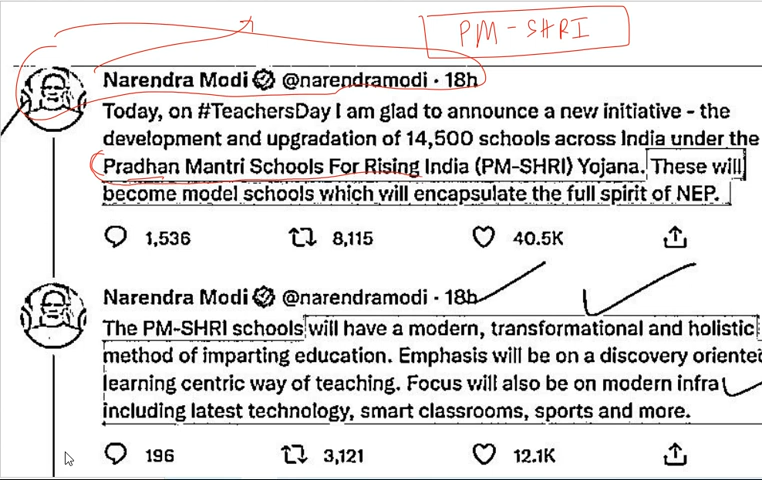 PM-SHRI
Narendra Modi @narendramodi · 18h
Today, on #TeachersDay I am glad to announce a new initiative - the
development and upgradation of 14,500 schools across India under the
Pradhan Mantri Schools For Rising India (PM-SHRI) Yojana. These will
become model schools which will encapsulate the full spirit of NEP.
1,536 8,115 40.5K
Narendra Modi @narendramodi · 18h
The PM-SHRI schools will have a modern, transformational and holistic
method of imparting education. Emphasis will be on a discovery oriented
learning centric way of teaching. Focus will also be on modern infra
including latest technology, smart classrooms, sports and more.
196 3,121 12.1K